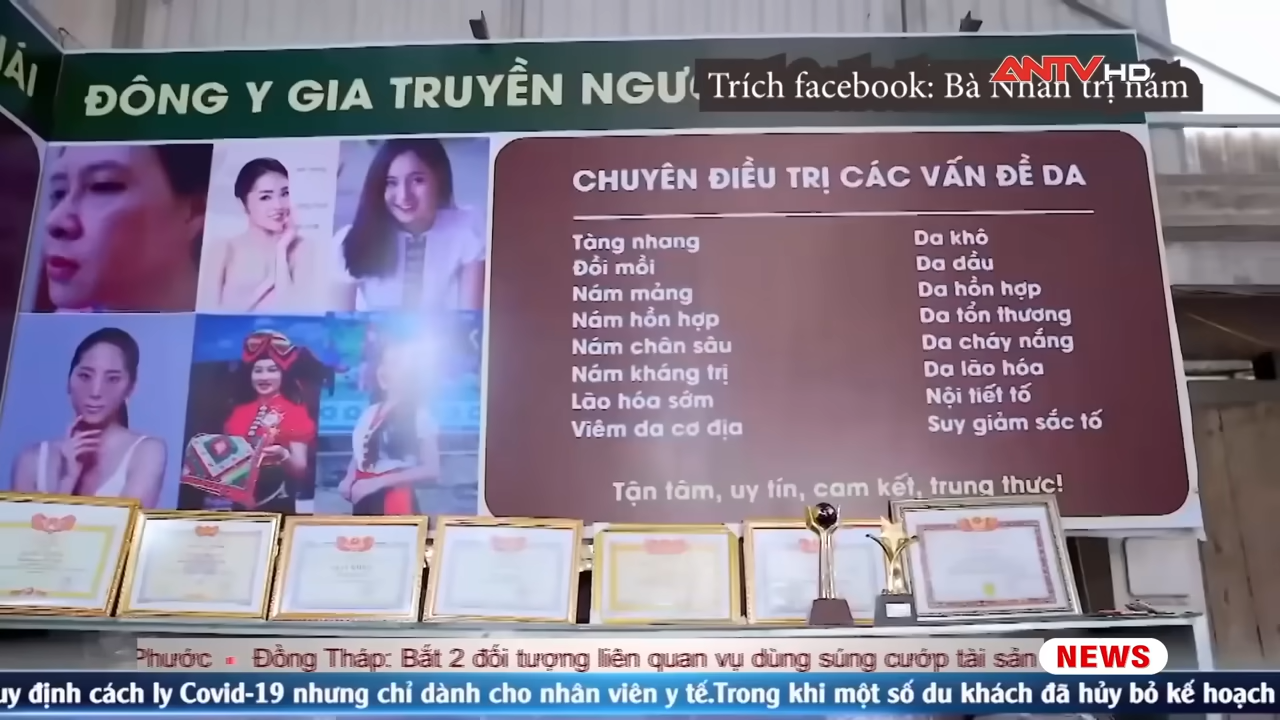 ÁI
ĐÔNG Y GIA TRUYỀN NGƯ
Trích facebook: Bà Nhàn trị nám
ANTV HD
CHUYÊN ĐIỀU TRỊ CÁC VẤN ĐỀ DA
Tàng nhang
Đồi mồi
Nám mảng
Nám hồn hợp
Nám chân sâu
Nám kháng trị
Lão hóa sớm
Viêm da cơ địa
Da khô
Da dầu
Da hồn hợp
Da tổn thương
Da cháy nắng
Da lão hóa
Nội tiết tố
Suy giảm sắc tố
Tận tâm, uy tín, cam kết, trung thực!
Phước • Đồng Tháp: Bắt 2 đối tượng liên quan vụ dùng súng cướp tài sản
NEWS
uy định cách ly Covid-19 nhưng chỉ dành cho nhân viên y tế.Trong khi một số du khách đã hủy bỏ kế hoạch